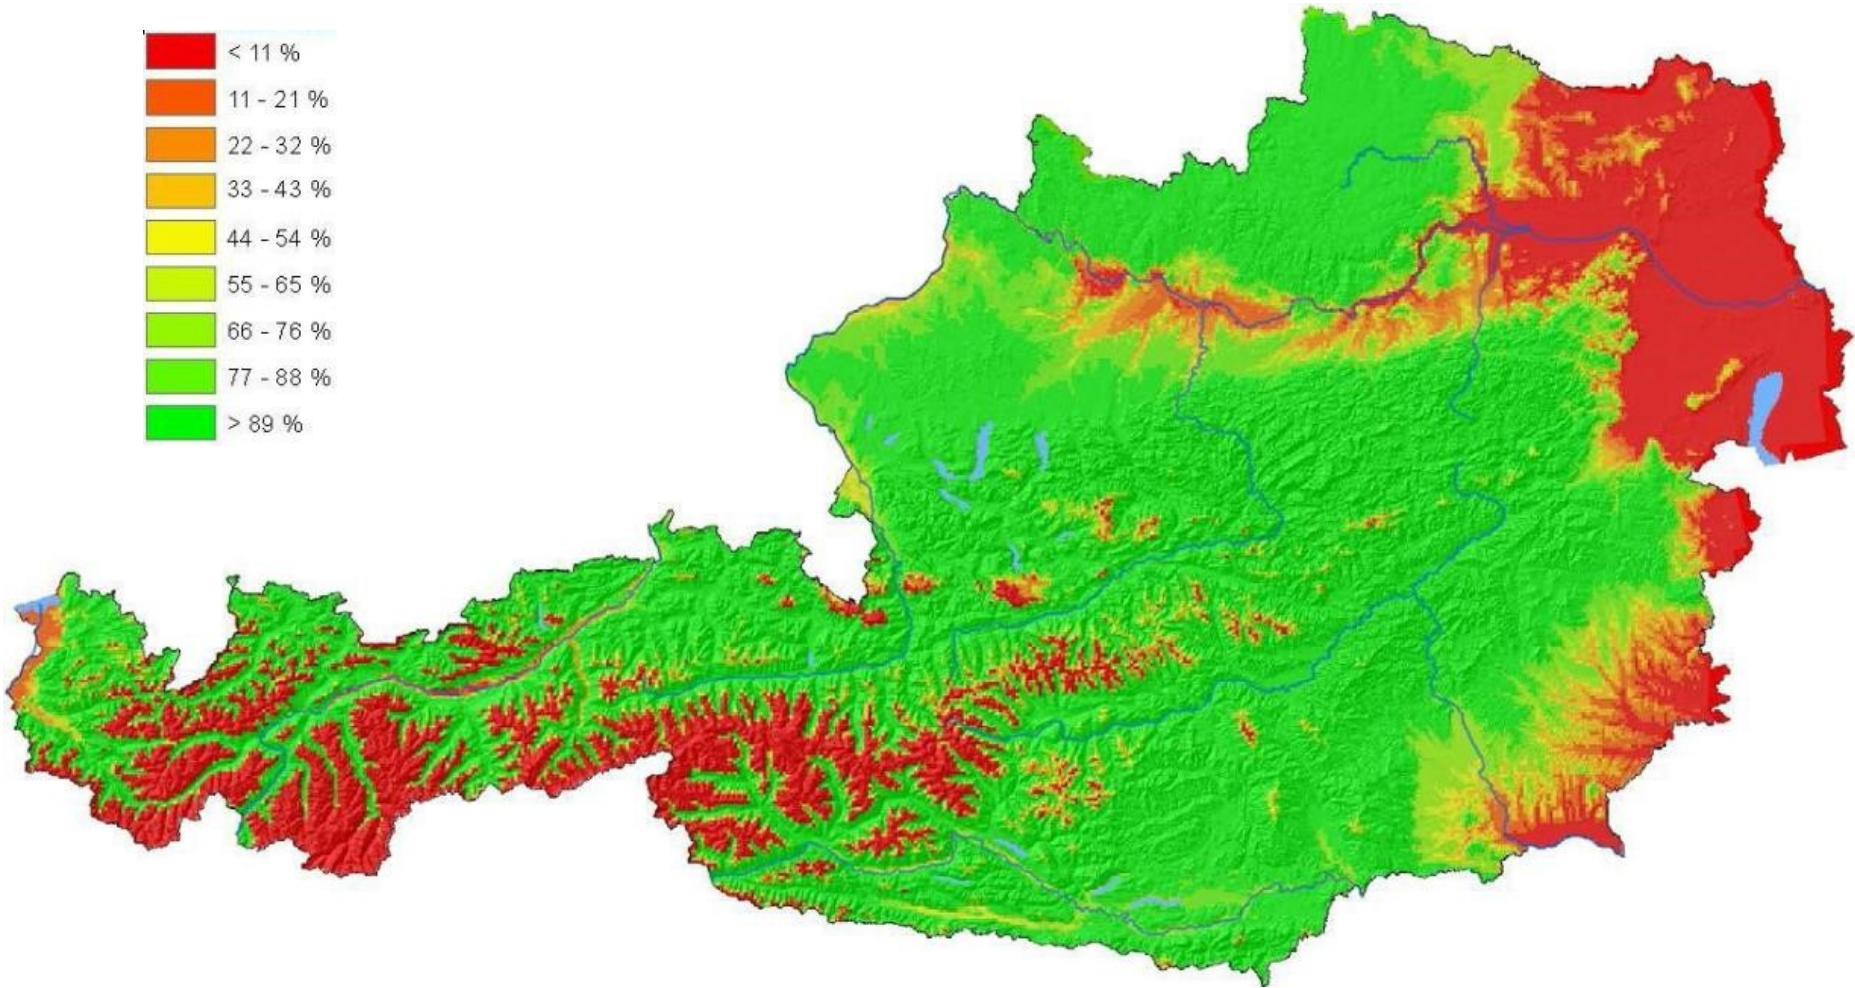 < 11 %
11 - 21 %
22 - 32 %
33 - 43 %
44 - 54 %
55 - 65 %
66 - 76 %
77 - 88 %
> 89 %